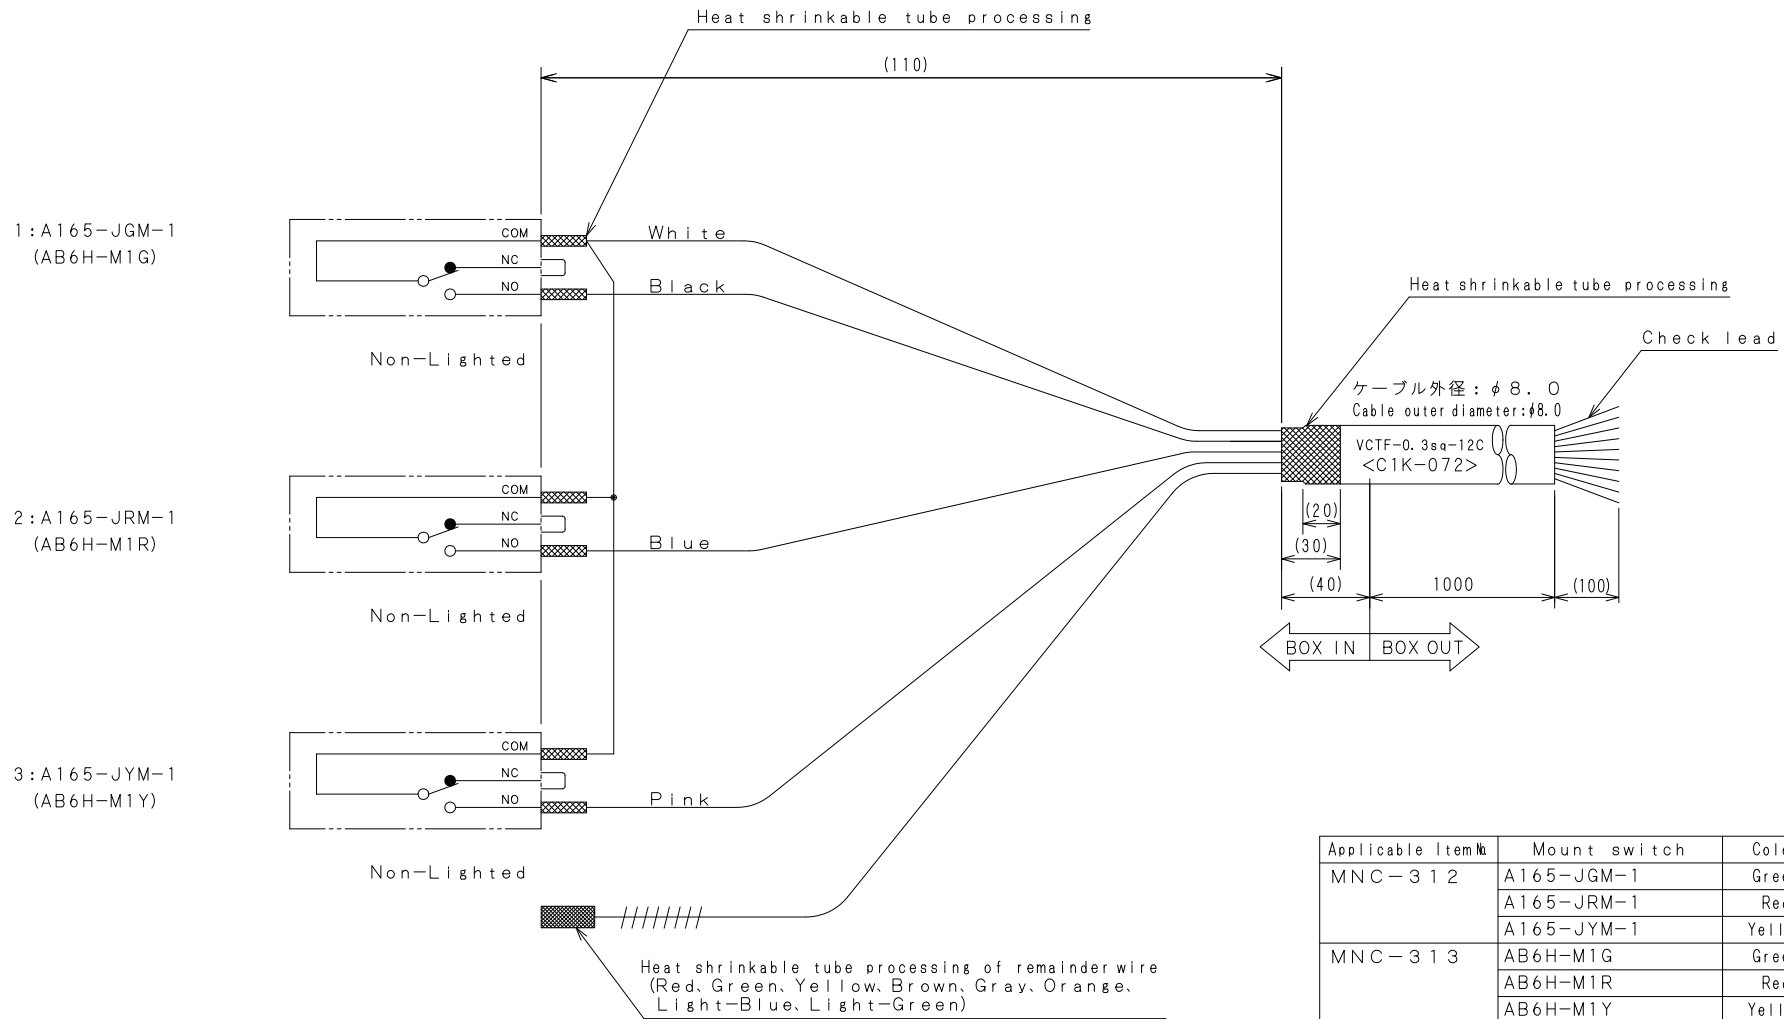 Heat shrinkable tube processing
(110)
1:A165-JGM-1
(AB6H-M1G)
COM
NC
NO
White
Black
Non-Lighted
Heat shrinkable tube processing
Check lead
ケーブル外径：φ８．０
Cable outer diameter:φ8.0
VCTF-0.3sq-12C
<C1K-072>
2:A165-JRM-1
(AB6H-M1R)
COM
NC
NO
Blue
Non-Lighted
(20)
(30)
(40)
1000
(100)
BOX IN
BOX OUT
3:A165-JYM-1
(AB6H-M1Y)
COM
NC
NO
Pink
Non-Lighted
Heat shrinkable tube processing of remainder wire
(Red、Green、Yellow、Brown、Gray、Orange、
Light-Blue、Light-Green)
Applicable Item№ Mount switch
MNC-312 A165-JGM-1
A165-JRM-1 Red
A165-JYM-1
MNC-313 AB6H-M1G
AB6H-M1R Red
AB6H-M1Y